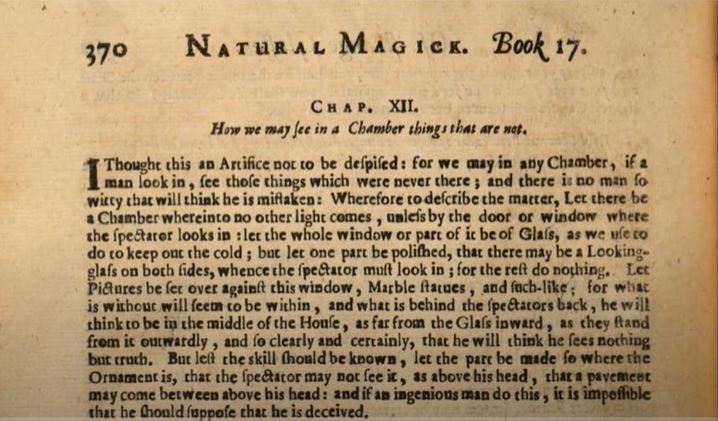 370 NATURAL MAGICK. Book 17.
CHAP. XII.
How we may ſee in a Chamber things that are not.
I Thought this an Artifice not to be deſpiſed: for we may in any Chamber, if a
man look in, ſee thoſe things which were never there; and there is no man ſo
witty that will think he is miſtaken: Wherefore to deſcribe the matter, Let there be
a Chamber whereinto no other light comes, unleſs by the door or window where
the ſpectator looks in: let the whole window or part of it be of Glaſs, as we uſe to
do to keep out the cold; but let one part be poliſhed, that there may be a Looking-
glaſs on both ſides, whence the ſpectator muſt look in; for the reſt do nothing. Let
Pictures be ſet over againſt this window, Marble ſtatues, and ſuch-like; for what
is without will ſeem to be within, and what is behind the ſpectators back, he will
think to be in the middle of the Houſe, as far from the Glaſs inward, as they ſtand
from it outwardly, and ſo clearly and certainly, that he will think he ſees nothing
but truth. But leſt the skill ſhould be known, let the part be made ſo where the
Ornament is, that the ſpectator may not ſee it, as above his head, that a pavement
may come between above his head: and if an ingenious man do this, it is impoſſible
that he ſhould ſuppoſe that he is deceived.